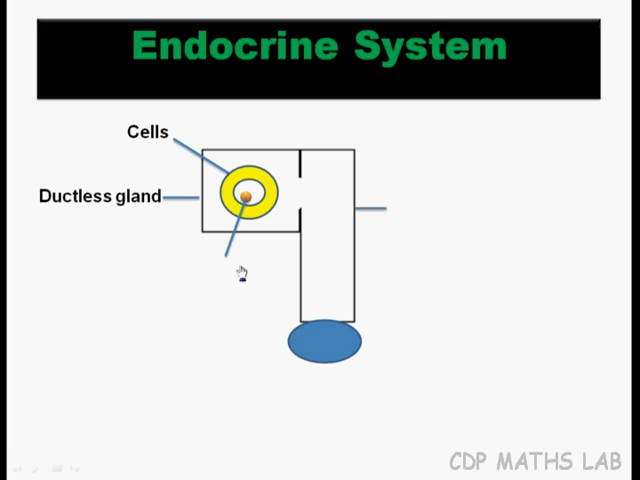 Endocrine System
Cells
Ductless gland
CDP MATHS LAB